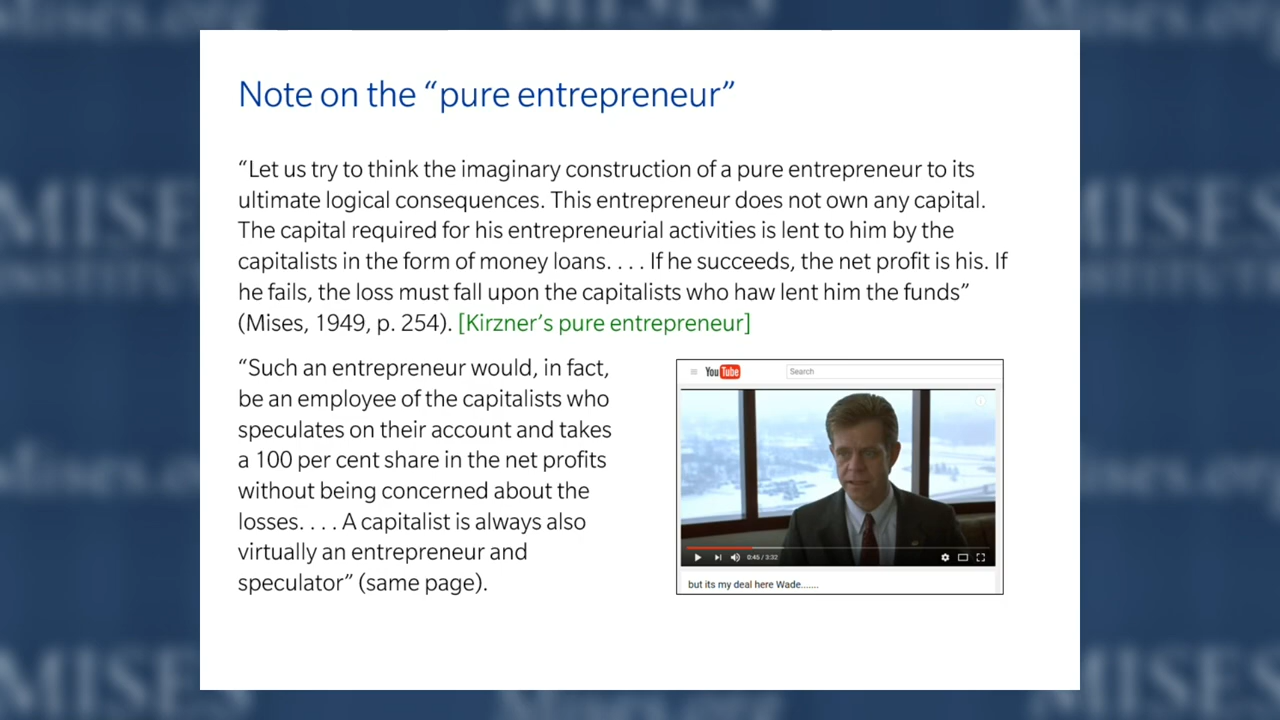 Mises.org
MISES
Mises.org
Note on the “pure entrepreneur”
“Let us try to think the imaginary construction of a pure entrepreneur to its
ultimate logical consequences. This entrepreneur does not own any capital.
The capital required for his entrepreneurial activities is lent to him by the
capitalists in the form of money loans. . . . If he succeeds, the net profit is his. If
he fails, the loss must fall upon the capitalists who haw lent him the funds”
(Mises, 1949, p. 254). [Kirzner’s pure entrepreneur]
“Such an entrepreneur would, in fact,
be an employee of the capitalists who
speculates on their account and takes
a 100 per cent share in the net profits
without being concerned about the
losses. . . . A capitalist is always also
virtually an entrepreneur and
speculator” (same page).
YouTube
Search
0:45 / 3:32
but its my deal here Wade.......
MISES
MISES